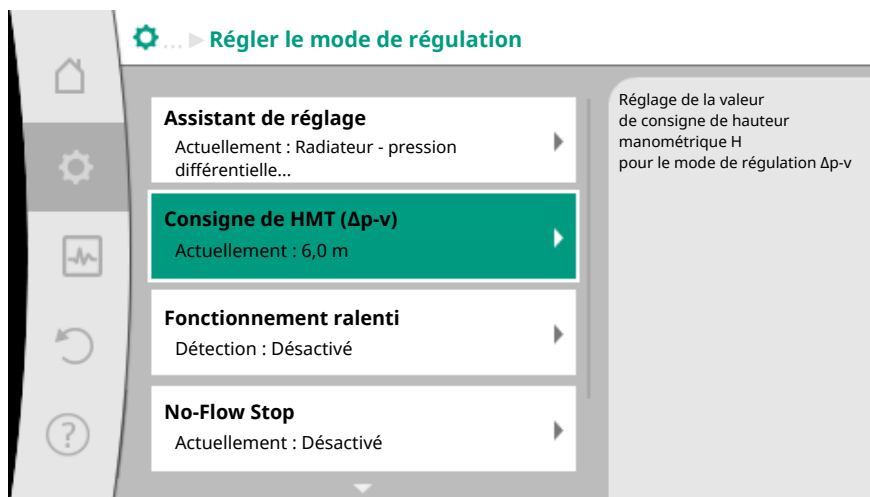 ... Régler le mode de régulation
Assistant de réglage
Actuellement : Radiateur - pression
différentielle...
Consigne de HMT (Δp-v)
Actuellement : 6,0 m
Fonctionnement ralenti
Détection : Désactivé
No-Flow Stop
Actuellement : Désactivé
?
Réglage de la valeur
de consigne de hauteur
manométrique H
pour le mode de régulation Δp-v